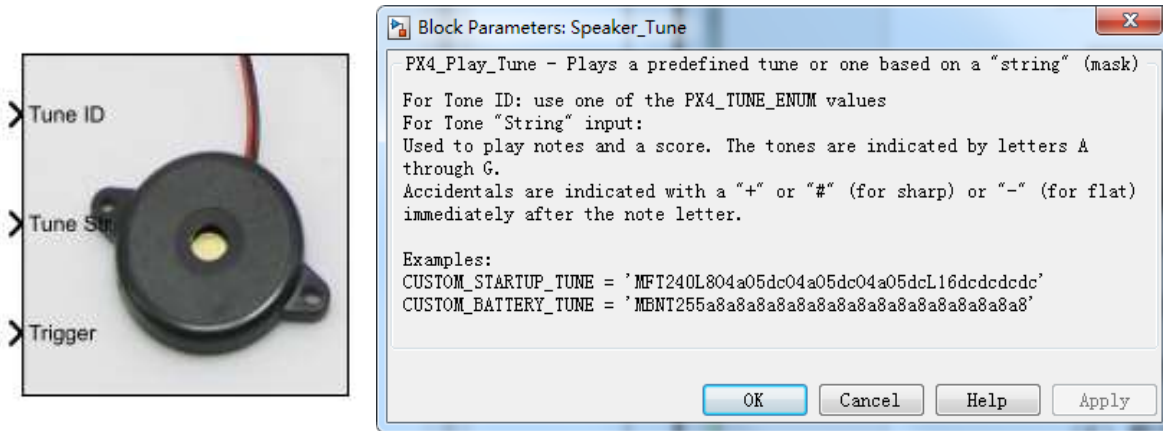 Tune ID
Tune Str
Trigger
Block Parameters: Speaker_Tune
PX4_Play_Tune - Plays a predefined tune or one based on a "string" (mask)
For Tone ID: use one of the PX4_TUNE_ENUM values
For Tone "String" input:
Used to play notes and a score. The tones are indicated by letters A
through G.
Accidentals are indicated with a "+" or "#" (for sharp) or "-" (for flat)
immediately after the note letter.
Examples:
CUSTOM_STARTUP_TUNE = 'MFT240L8O4aO5dcO4aO5dcO4aO5dcL16dcdcdcdc'
CUSTOM_BATTERY_TUNE = 'MBNT255a8a8a8a8a8a8a8a8a8a8a8a8a8a8a8a8'
OK
Cancel
Help
Apply